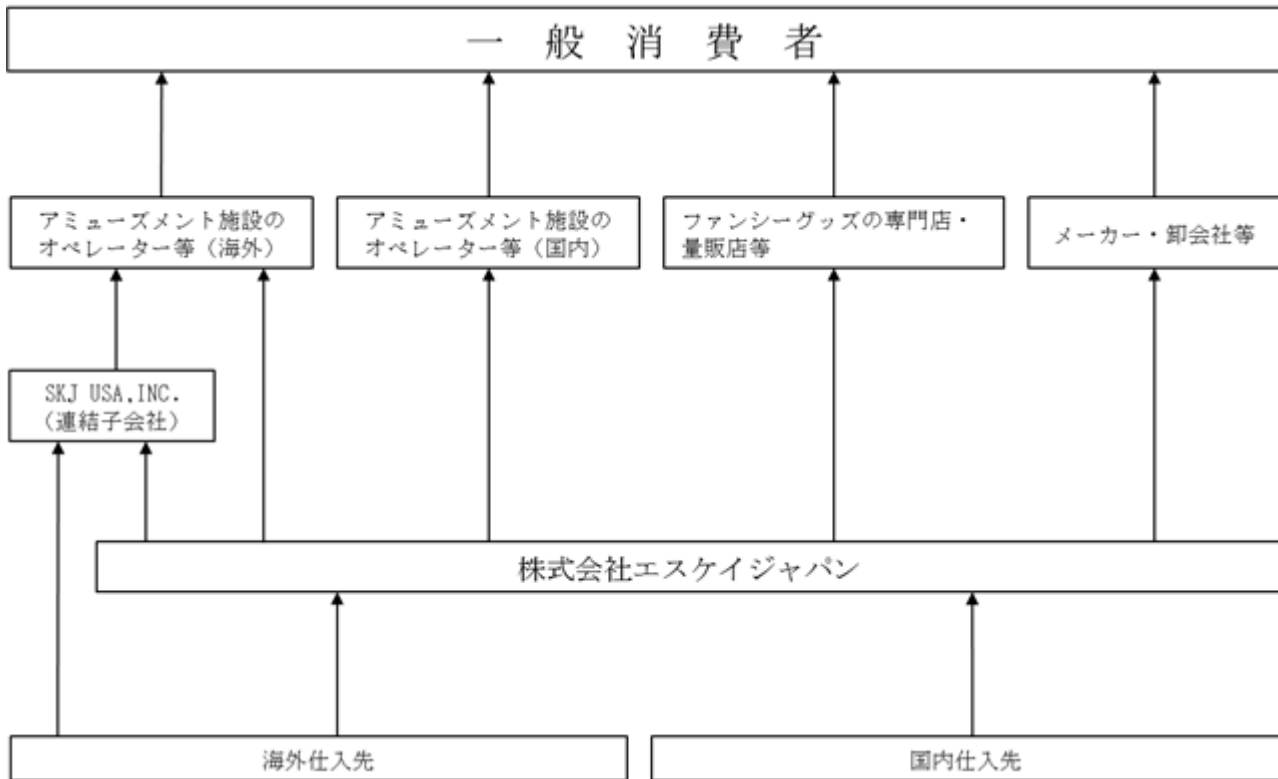 一般消費者
アミューズメント施設の
オペレーター等（海外）
アミューズメント施設の
オペレーター等（国内）
ファンシーグッズの専門店・
量販店等
メーカー・卸会社等
SKJ USA,INC.
（連結子会社）
株式会社エスケイジャパン
海外仕入先
国内仕入先